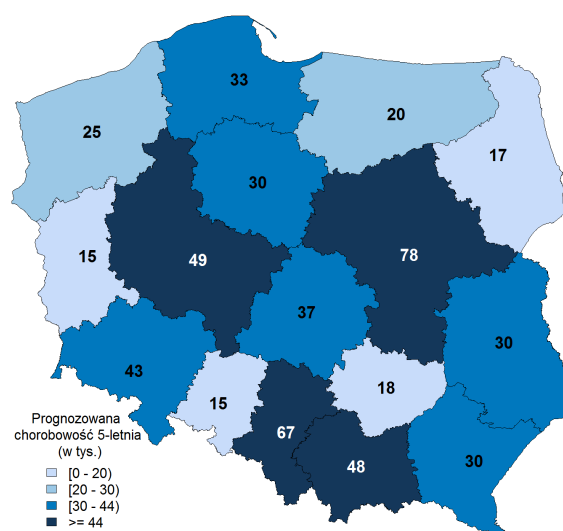 33
25
20
17
30
15
49
78
37
30
43
15
18
67
48
30
Prognozowana
chorobowość 5-letnia
(w tys.)
[0 - 20)
[20 - 30)
[30 - 44)
>= 44